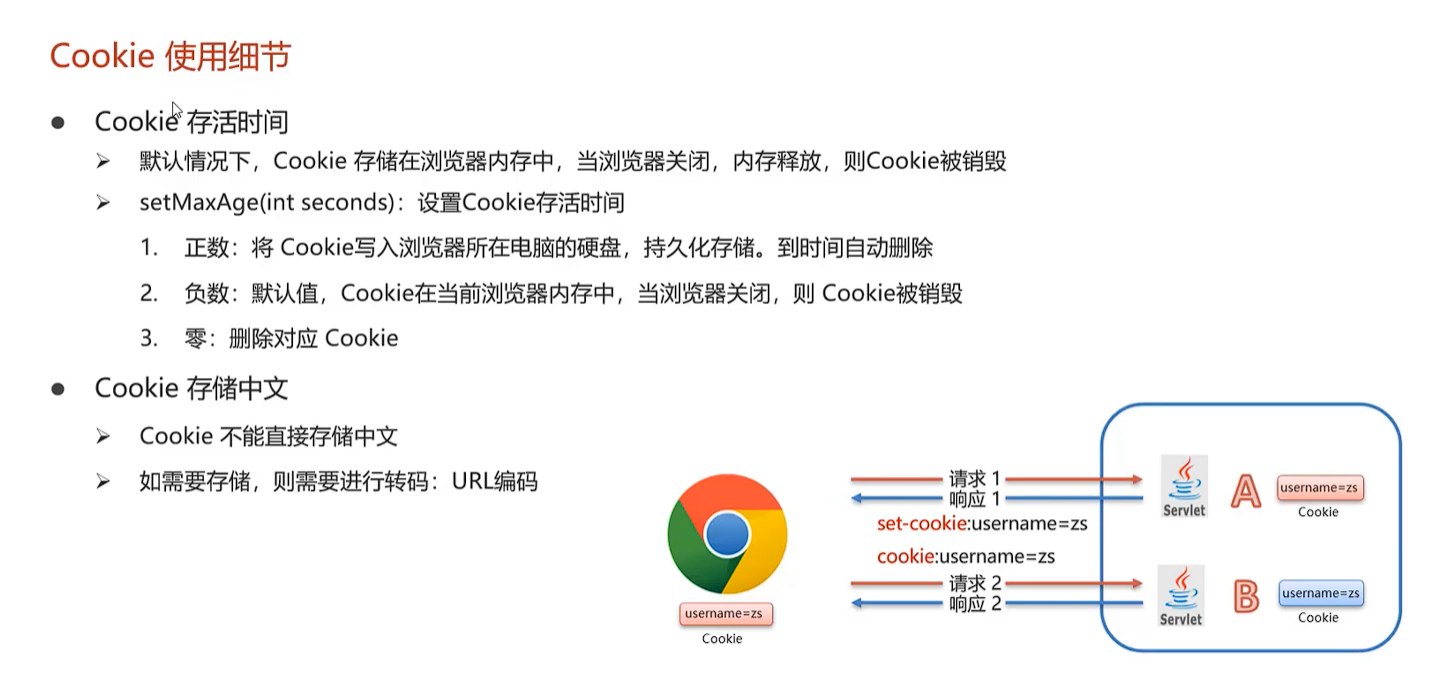 Cookie 使用细节
● Cookie 存活时间
➢ 默认情况下，Cookie 存储在浏览器内存中，当浏览器关闭，内存释放，则Cookie被销毁
➢ setMaxAge(int seconds)：设置Cookie存活时间
1. 正数：将 Cookie写入浏览器所在电脑的硬盘，持久化存储。到时间自动删除
2. 负数：默认值，Cookie在当前浏览器内存中，当浏览器关闭，则 Cookie被销毁
3. 零：删除对应 Cookie
● Cookie 存储中文
➢ Cookie 不能直接存储中文
➢ 如需要存储，则需要进行转码：URL编码
username=zs
Cookie
请求 1
响应 1
set-cookie:username=zs
cookie:username=zs
请求 2
响应 2
Servlet
A
username=zs
Cookie
Servlet
B
username=zs
Cookie